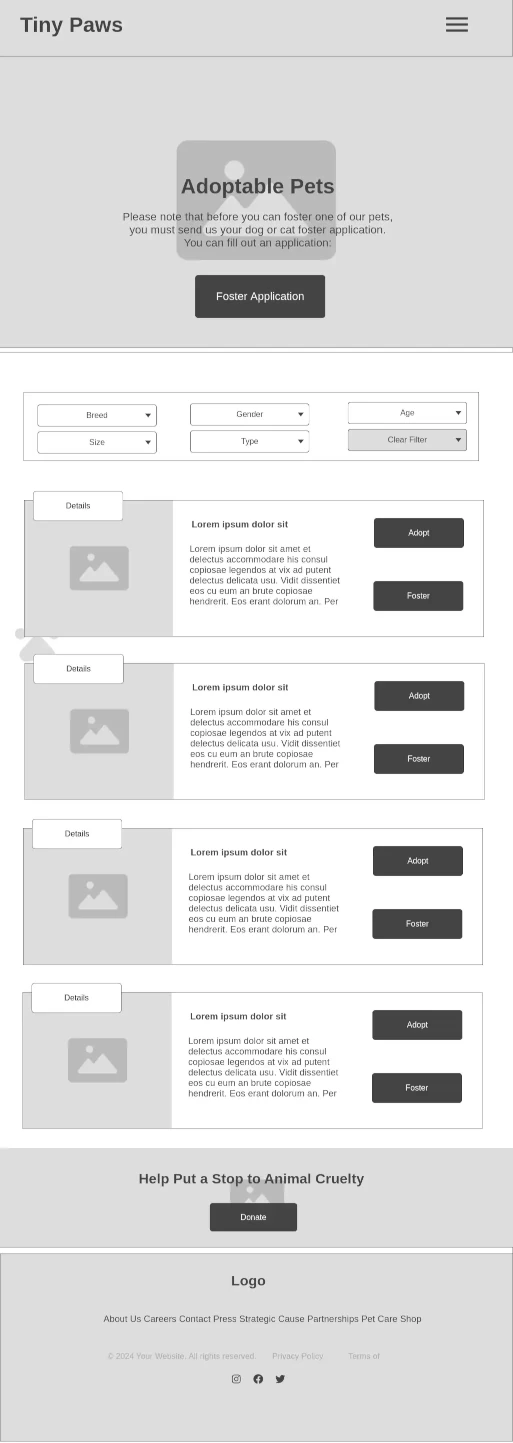 Tiny Paws
Adoptable Pets
Please note that before you can foster one of our pets,
you must send us your dog or cat foster application.
You can fill out an application:
Foster Application
Breed
Gender
Age
Size
Type
Clear Filter
Details
Lorem ipsum dolor sit
Lorem ipsum dolor sit amet et
delectus accommodare his consul
copiosae legendos at vix ad putent
delectus delicata usu. Vidit dissentiet
eos cu eum an brute copiosae
hendrerit. Eos erant dolorum an. Per
Adopt
Foster
Details
Lorem ipsum dolor sit
Lorem ipsum dolor sit amet et
delectus accommodare his consul
copiosae legendos at vix ad putent
delectus delicata usu. Vidit dissentiet
eos cu eum an brute copiosae
hendrerit. Eos erant dolorum an. Per
Adopt
Foster
Details
Lorem ipsum dolor sit
Lorem ipsum dolor sit amet et
delectus accommodare his consul
copiosae legendos at vix ad putent
delectus delicata usu. Vidit dissentiet
eos cu eum an brute copiosae
hendrerit. Eos erant dolorum an. Per
Adopt
Foster
Details
Lorem ipsum dolor sit
Lorem ipsum dolor sit amet et
delectus accommodare his consul
copiosae legendos at vix ad putent
delectus delicata usu. Vidit dissentiet
eos cu eum an brute copiosae
hendrerit. Eos erant dolorum an. Per
Adopt
Foster
Help Put a Stop to Animal Cruelty
Donate
Logo
About Us Careers Contact Press Strategic Cause Partnerships Pet Care Shop
© 2024 Your Website. All rights reserved. Privacy Policy Terms of